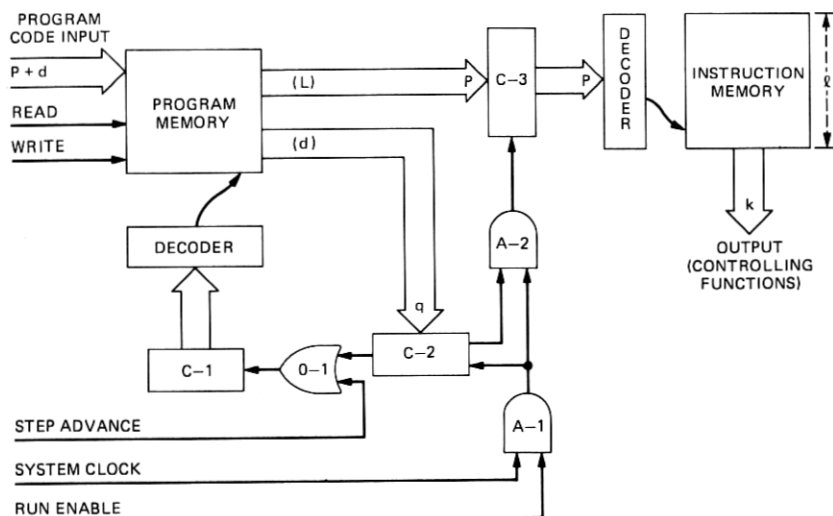 PROGRAM
CODE INPUT
P + d
READ
WRITE
PROGRAM
MEMORY
(L)
(d)
P
C-3
P
DECODER
INSTRUCTION
MEMORY
ℓ
k
OUTPUT
(CONTROLLING
FUNCTIONS)
DECODER
A-2
q
C-1
O-1
C-2
A-1
STEP ADVANCE
SYSTEM CLOCK
RUN ENABLE